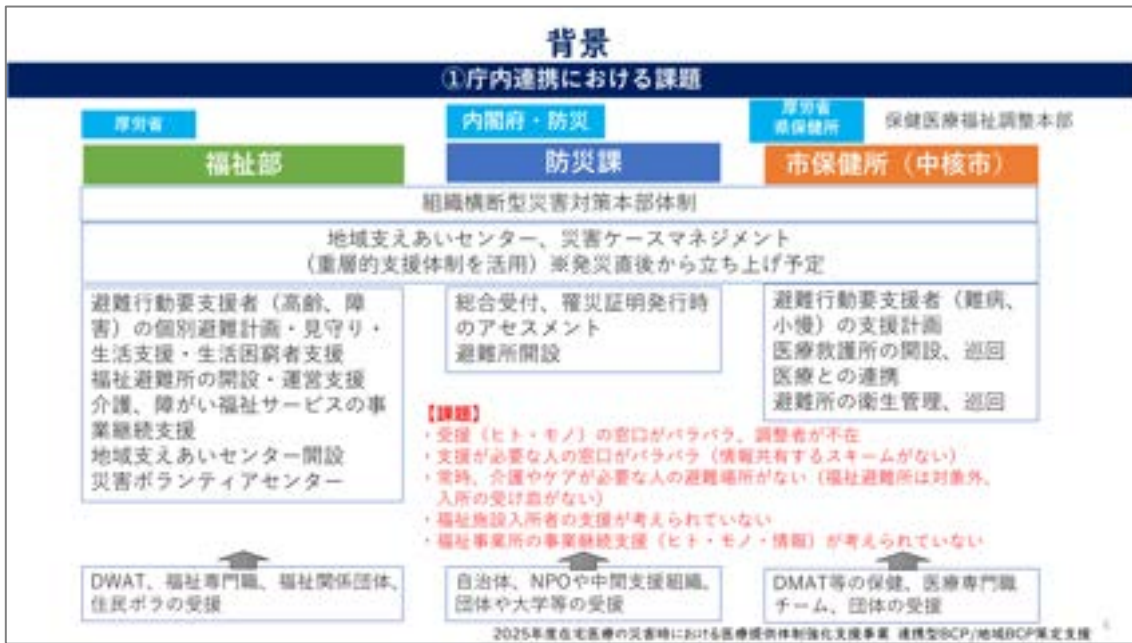 背景
①庁内連携における課題
厚労省
内閣府・防災
厚労省
県保健所
保健医療福祉調整本部
福祉部
防災課
市保健所（中核市）
組織横断型災害対策本部体制
地域支えあいセンター、災害ケースマネジメント
（重層的支援体制を活用）※発災直後から立ち上げ予定
避難行動要支援者（高齢、障
害）の個別避難計画・見守り・
生活支援・生活困窮者支援
福祉避難所の開設・運営支援
介護、障がい福祉サービスの事
業継続支援
地域支えあいセンター開設
災害ボランティアセンター
総合受付、罹災証明発行時
のアセスメント
避難所開設
避難行動要支援者（難病、
小慢）の支援計画
医療救護所の開設、巡回
医療との連携
避難所の衛生管理、巡回
【課題】
・受援（ヒト・モノ）の窓口がバラバラ、調整者が不在
・支援が必要な人の窓口がバラバラ（情報共有するスキームがない）
・常時、介護やケアが必要な人の避難場所がない（福祉避難所は対象外、
入所の受け皿がない）
・福祉施設入所者の支援が考えられていない
・福祉事業所の事業継続支援（ヒト・モノ・情報）が考えられていない
DWAT、福祉専門職、福祉関係団体、
住民ボラの受援
自治体、NPOや中間支援組織、
団体や大学等の受援
DMAT等の保健、医療専門職
チーム、団体の受援
2025年度在宅医療の災害時における医療提供体制強化支援事業 連携型BCP/地域BCP策定支援